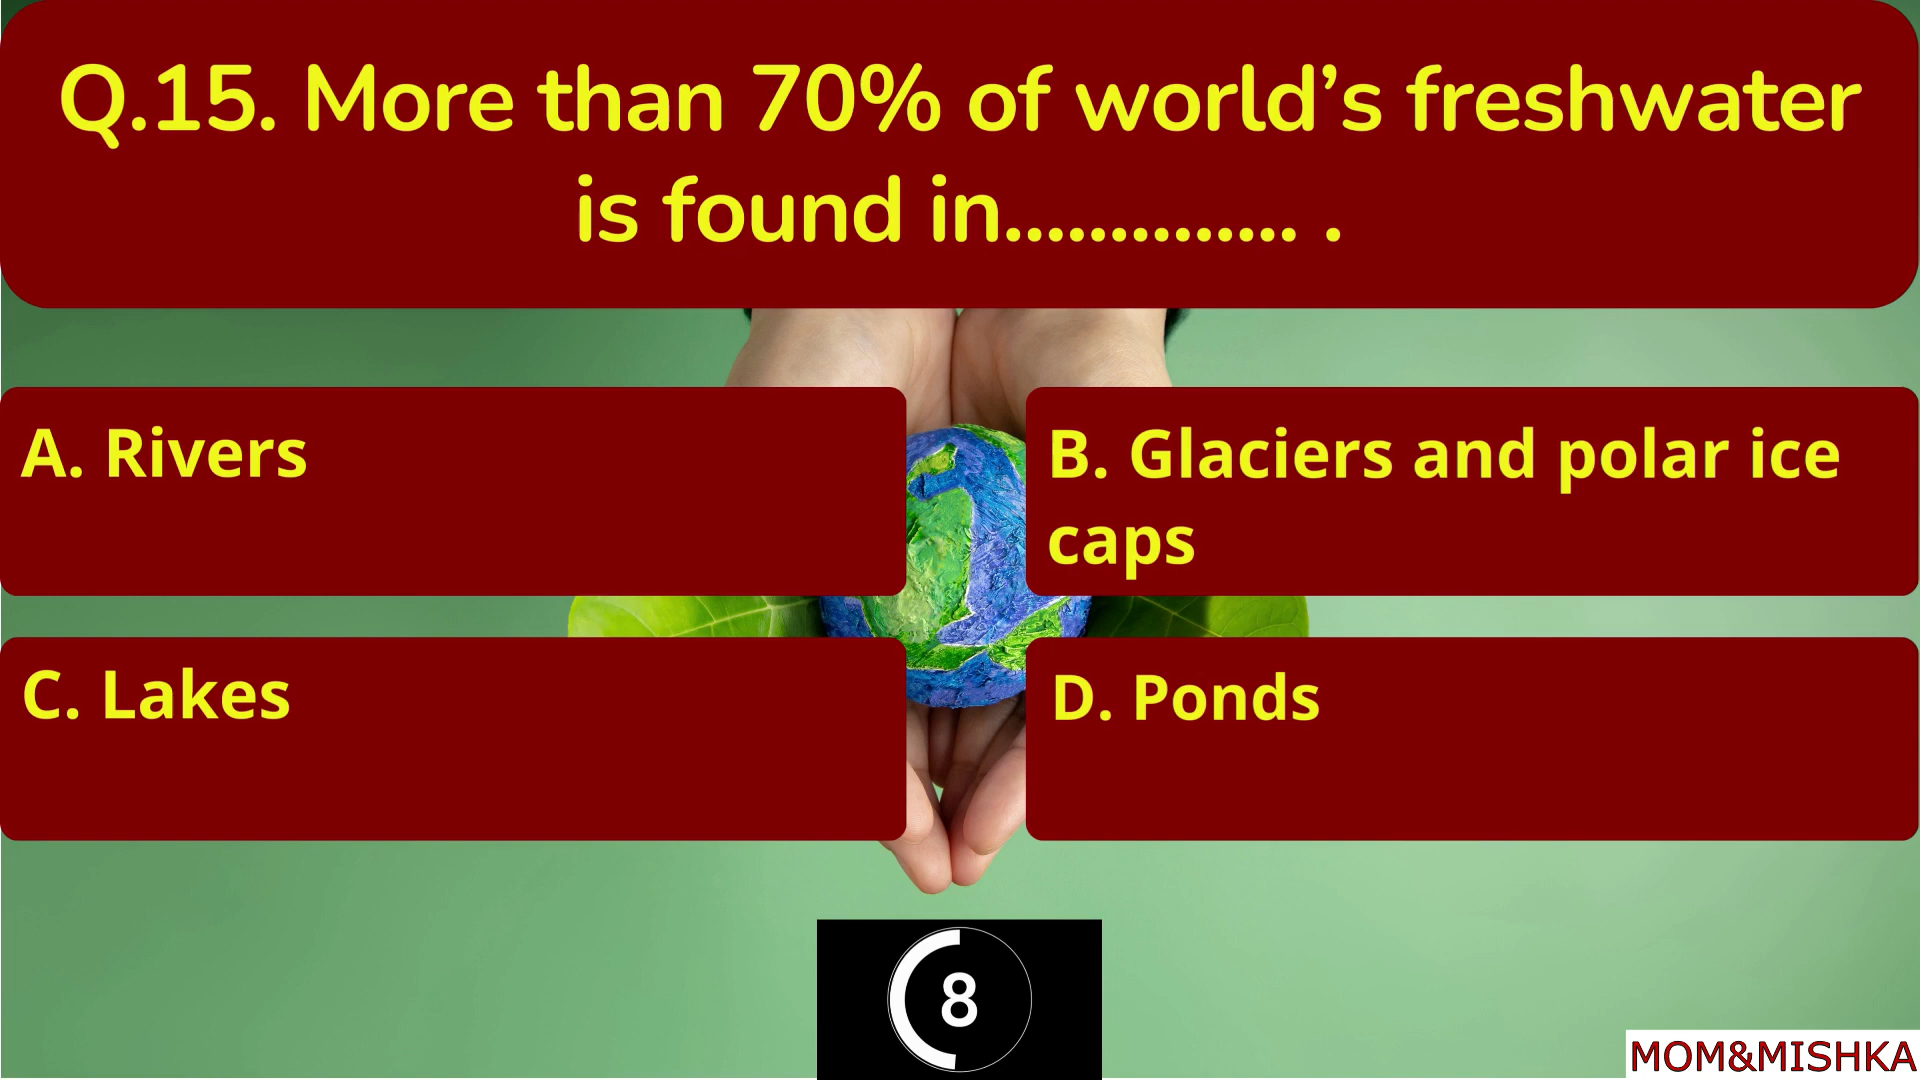 Q.15. More than 70% of world’s freshwater
is found in.............. .
A. Rivers
B. Glaciers and polar ice
caps
C. Lakes
D. Ponds
8
MOM&MISHKA